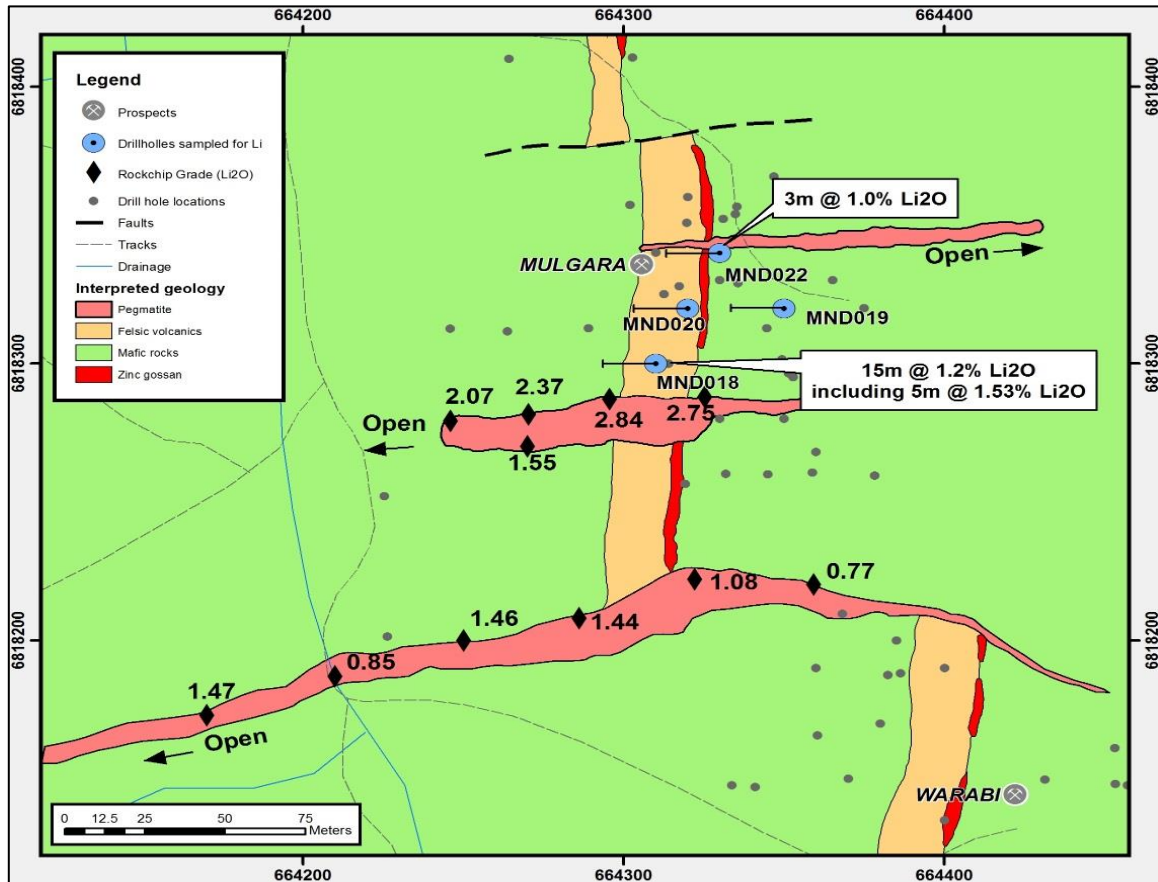 664200
664300
664400
6818400
6818400
Legend
Prospects
Drillholes sampled for Li
Rockchip Grade (Li2O)
Drill hole locations
Faults
Tracks
Drainage
Interpreted geology
Pegmatite
Felsic volcanics
Mafic rocks
Zinc gossan
3m @ 1.0% Li2O
MULGARA
Open
MND022
MND020
MND019
6818300
6818300
MND018
15m @ 1.2% Li2O
including 5m @ 1.53% Li2O
2.07
2.37
2.84
2.75
Open
1.55
0.77
1.08
1.46
1.44
6818200
6818200
0.85
1.47
Open
WARABI
0
12.5
25
50
75
Meters
664200
664300
664400